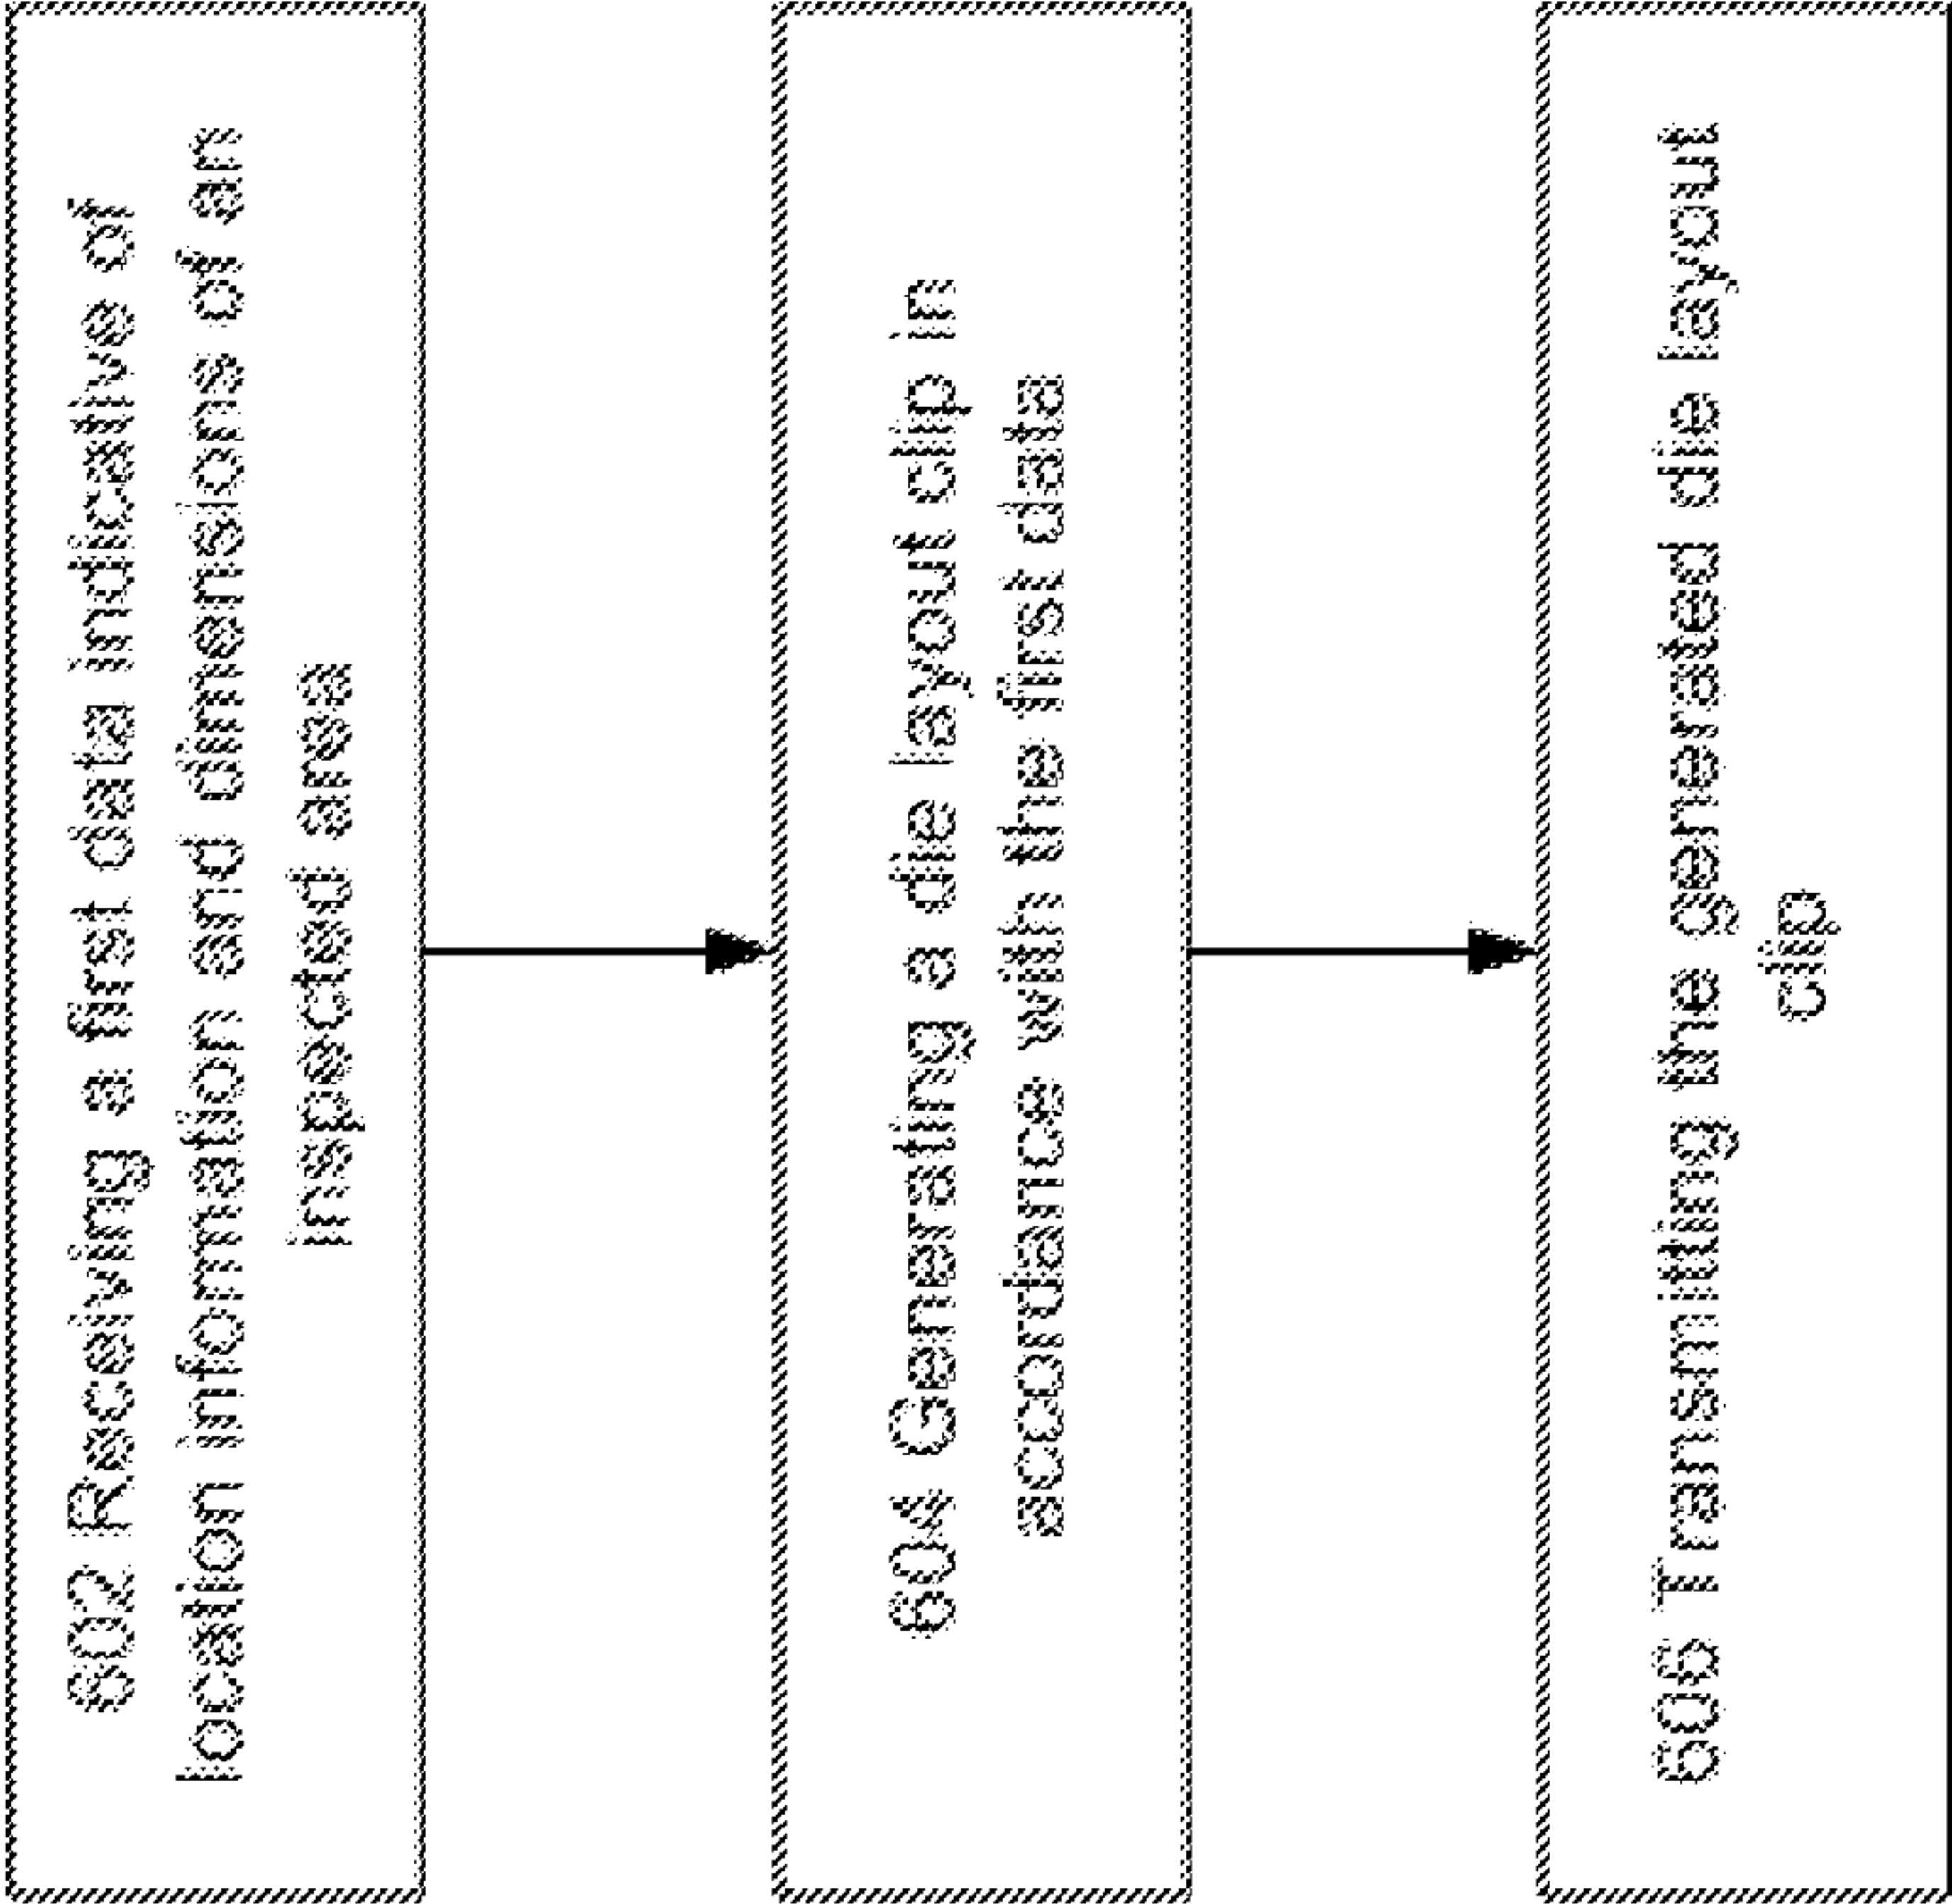 602 Receiving a first data indicative of
location information and dimensions of an
inspected area
604 Generating a die layout clip in
accordance with the first data
606 Transmitting the generated die layout
clip